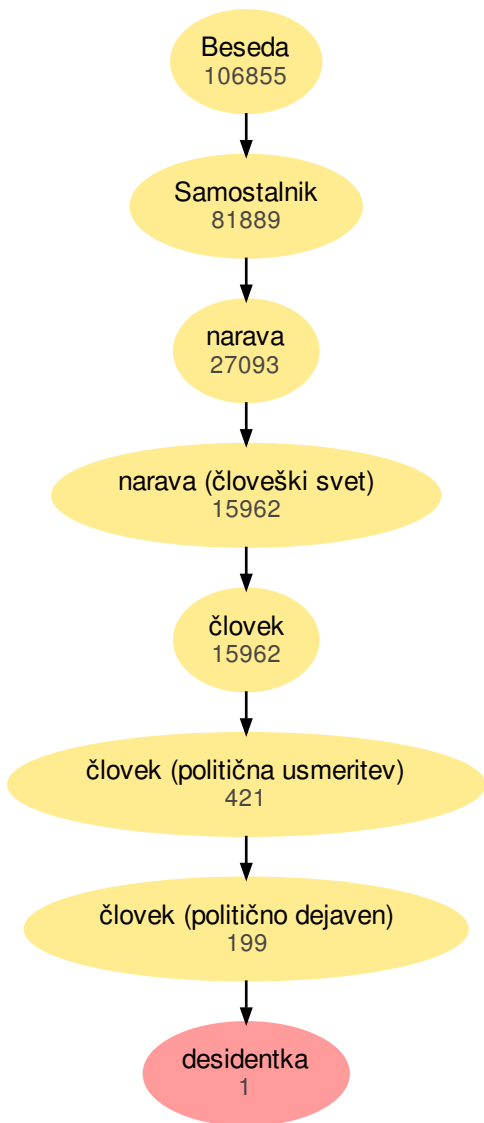 Beseda
106855
Samostalnik
81889
narava
27093
narava (človeški svet)
15962
človek
15962
človek (politična usmeritev)
421
človek (politično dejaven)
199
desidentka
1